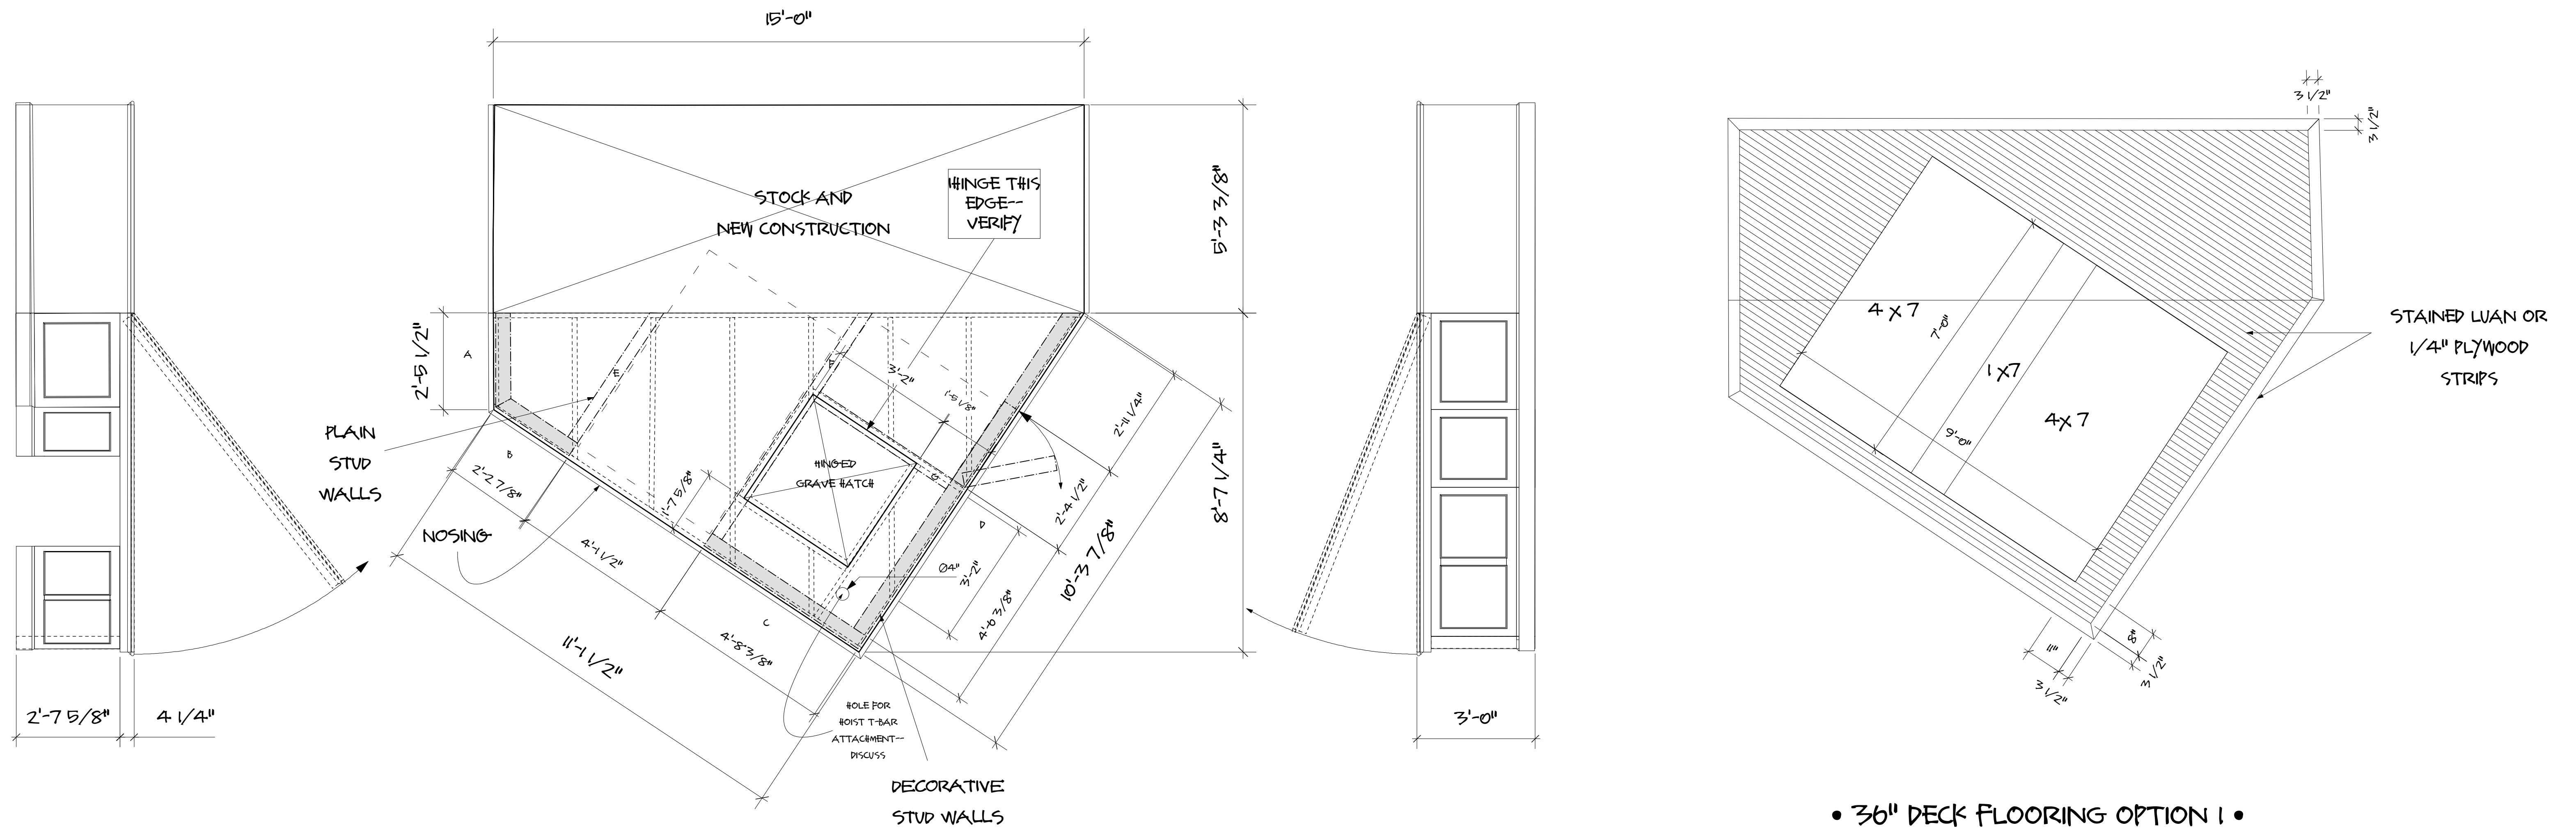 15'-0"
3 1/2"
3 1/2"
STOCK AND
NEW CONSTRUCTION
HINGE THIS
EDGE--
VERIFY
5'-3 3/8"
2'-5 1/2"
A
E
F
3'-2"
1'-5 1/8"
2'-11 1/4"
PLAIN
STUD
WALLS
B
2'-2 7/8"
NOSING
1'-7 5/8"
HINGED
GRAVE HATCH
G
D
2'-4 1/2"
8'-7 1/4"
4'-1 1/2"
Ø4"
3'-2"
4'-6 3/8"
10'-3 7/8"
C
4'-8 3/8"
11'-1 1/2"
2'-7 5/8"
4 1/4"
HOLE FOR
HOIST T-BAR
ATTACHMENT--
DISCUSS
DECORATIVE
STUD WALLS
3'-0"
4 x 7
7'-0"
1 x7
4x 7
9'-0"
STAINED LUAN OR
1/4" PLYWOOD
STRIPS
8"
11"
3 1/2"
3 1/2"
• 36" DECK FLOORING OPTION 1 •